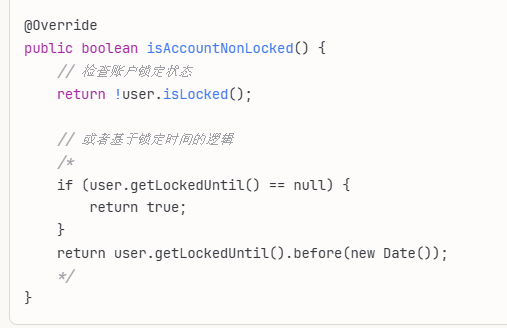 @Override
public boolean isAccountNonLocked() {
    // 检查账户锁定状态
    return !user.isLocked();

    // 或者基于锁定时间的逻辑
    /*
    if (user.getLockedUntil() == null) {
        return true;
    }
    return user.getLockedUntil().before(new Date());
    */
}